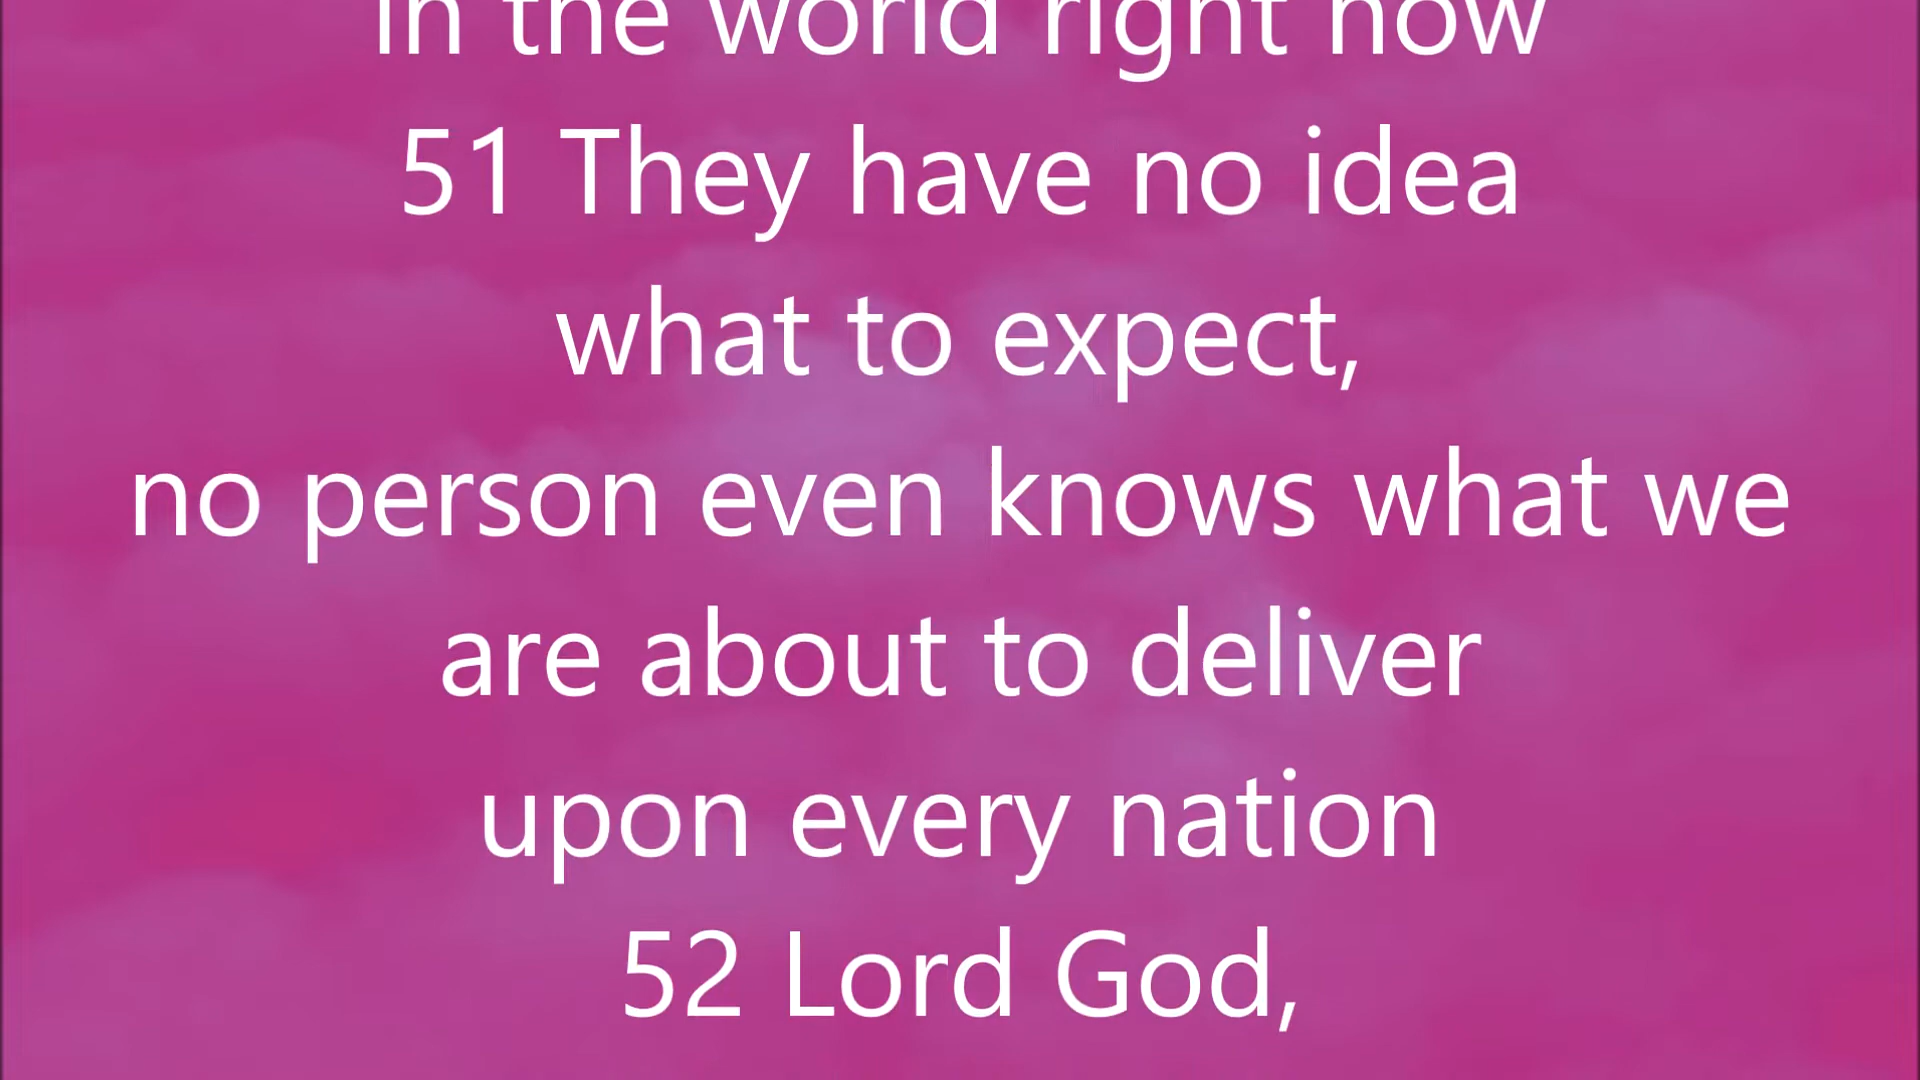 in the world right now
51 They have no idea
what to expect,
no person even knows what we
are about to deliver
upon every nation
52 Lord God,